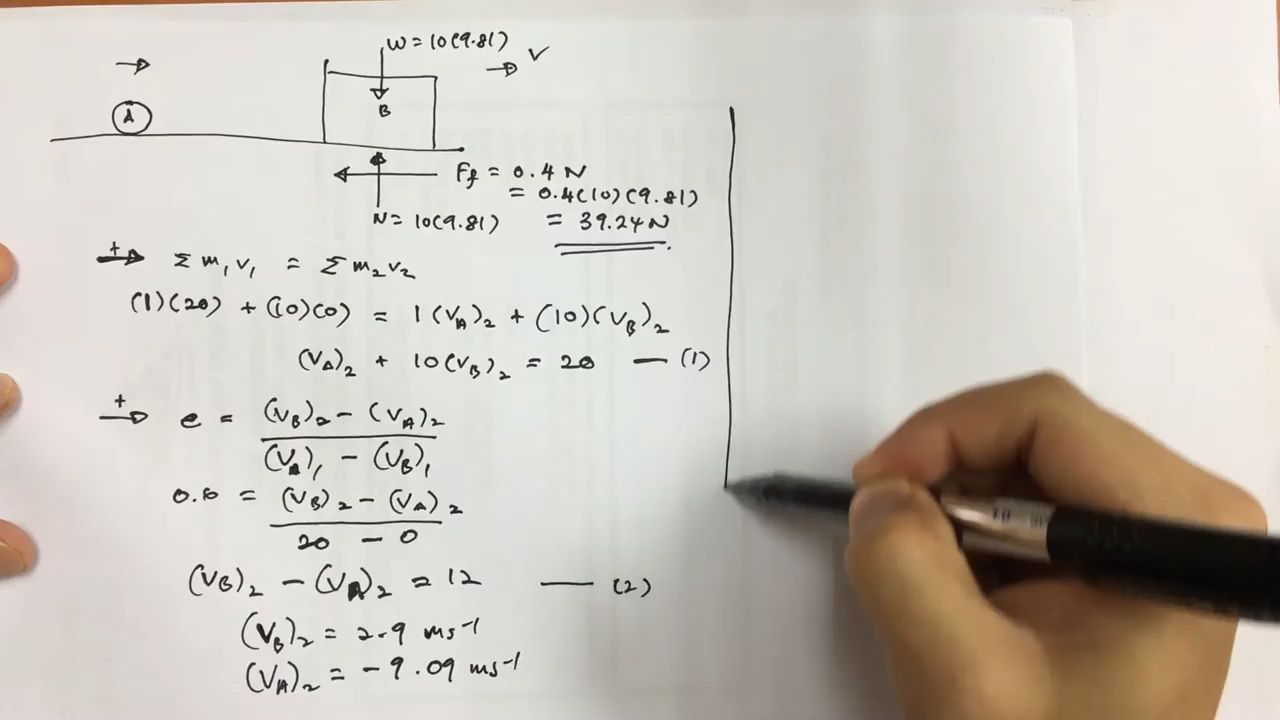 W = 10(9.81)
V
A
B
Ff = 0.4 N
= 0.4(10)(9.81)
N = 10(9.81)
= 39.24N
+ Σ m₁v₁ = Σ m₂v₂
(1)(20) + (10)(0) = 1(VA)₂ + (10)(VB)₂
(VA)₂ + 10(VB)₂ = 20 — (1)
+ e = (VB)₂ - (VA)₂
(VA)₁ - (VB)₁
0.6 = (VB)₂ - (VA)₂
20 - 0
(VB)₂ - (VA)₂ = 12 — (2)
(VB)₂ = 2.9 ms⁻¹
(VA)₂ = -9.09 ms⁻¹